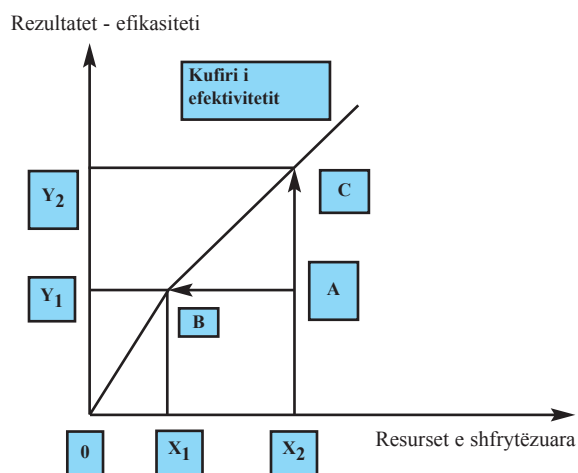 Rezultatet - efikasiteti
Kufiri i
efektivitetit
Y2
C
Y1
A
B
0
X1
X2
Resurset e shfrytëzuara